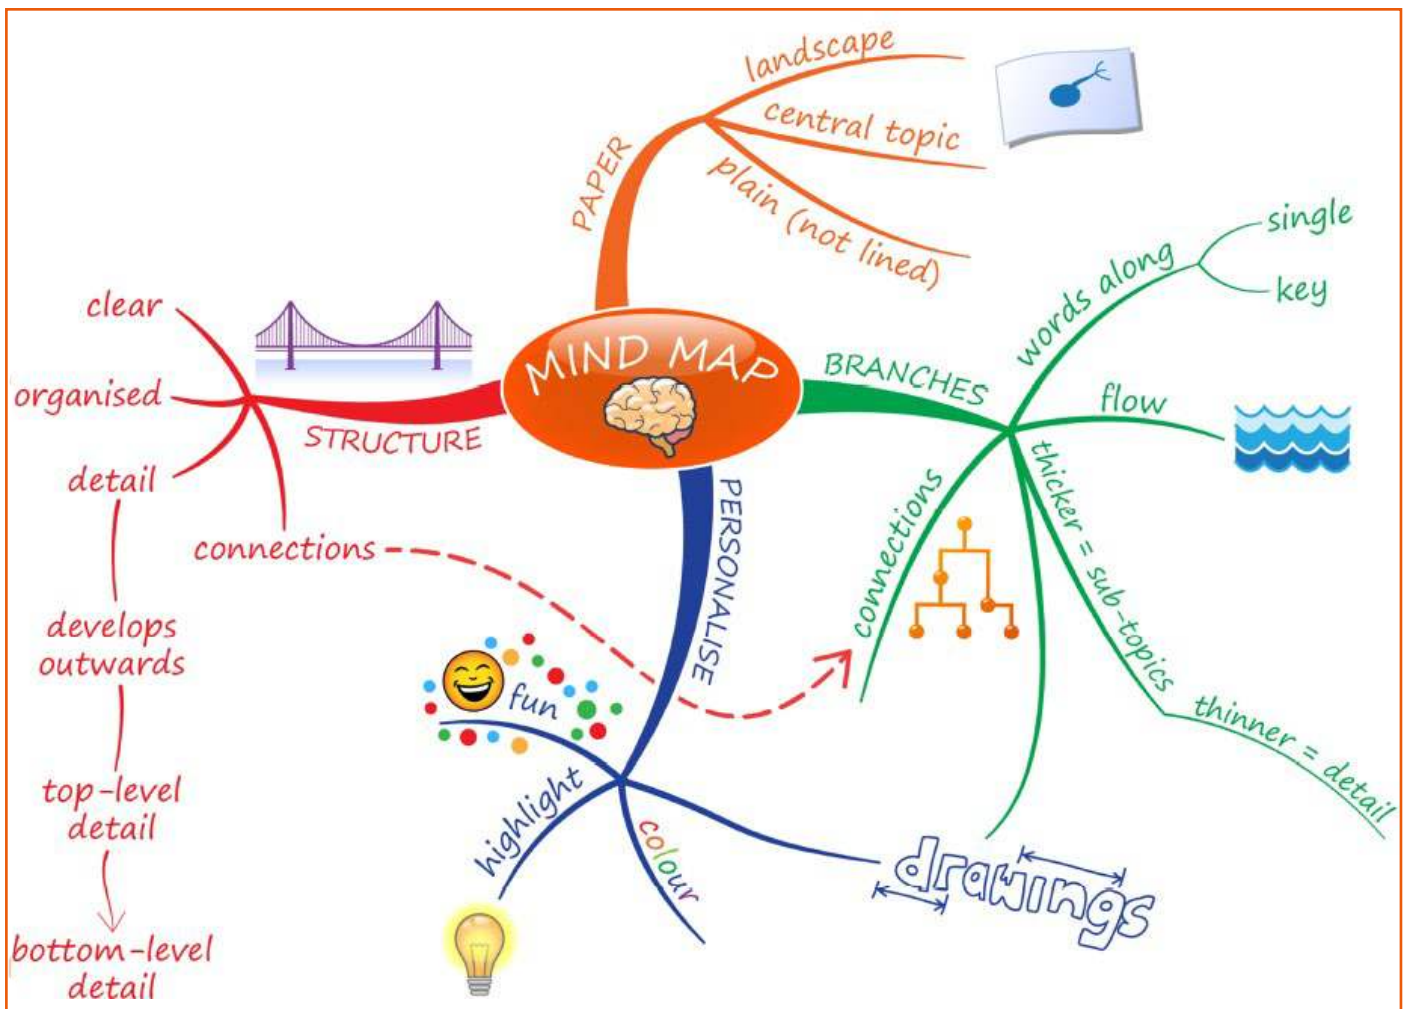 MIND MAP
PAPER
landscape
central topic
plain (not lined)
BRANCHES
words along
single
key
flow
thicker = sub-topics
thinner = detail
connections
drawings
PERSONALISE
fun
highlight
colour
STRUCTURE
clear
organised
detail
develops
outwards
top-level
detail
bottom-level
detail
connections